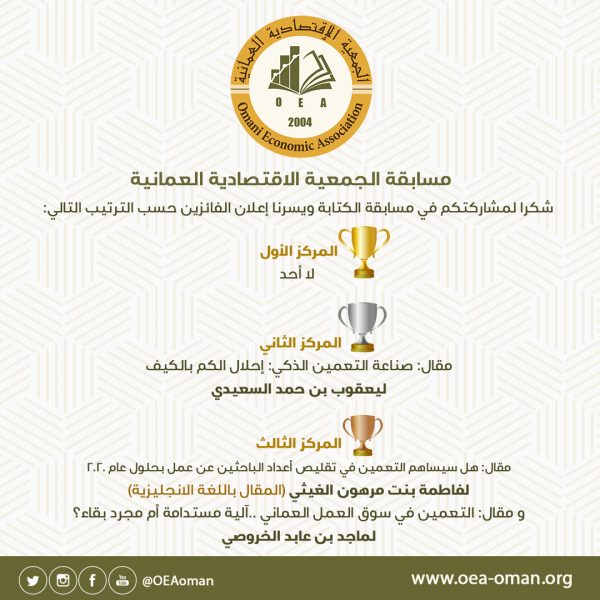 الجمعية الإقتصادية العمانية
O E A
2004
Omani Economic Association
مسابقة الجمعية الاقتصادية العمانية
شكرا لمشاركتكم في مسابقة الكتابة ويسرنا إعلان الفائزين حسب الترتيب التالي:
المركز الأول
لا أحد
المركز الثاني
مقال: صناعة التعمين الذكي: إحلال الكم بالكيف
ليعقوب بن حمد السعيدي
المركز الثالث
مقال: هل سيساهم التعمين في تقليص أعداد الباحثين عن عمل بحلول عام ٢٠٢٠
لفاطمة بنت مرهون الغيثي (المقال باللغة الانجليزية)
و مقال: التعمين في سوق العمل العماني ..آلية مستدامة أم مجرد بقاء؟
لماجد بن عابد الخروصي
You Tube @OEAoman www.oea-oman.org